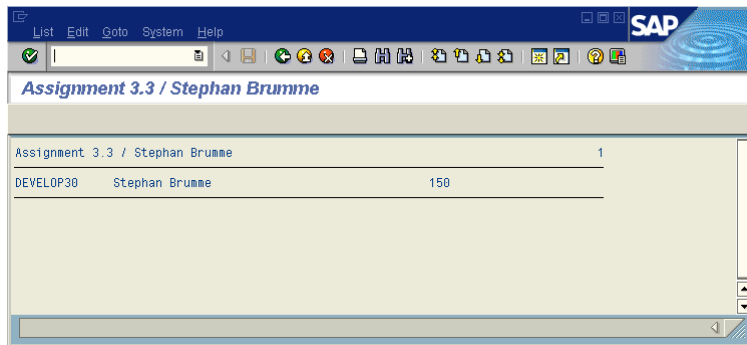 List Edit Goto System Help
SAP
Assignment 3.3 / Stephan Brumme
Assignment 3.3 / Stephan Brumme 1
DEVELOP30 Stephan Brumme 150